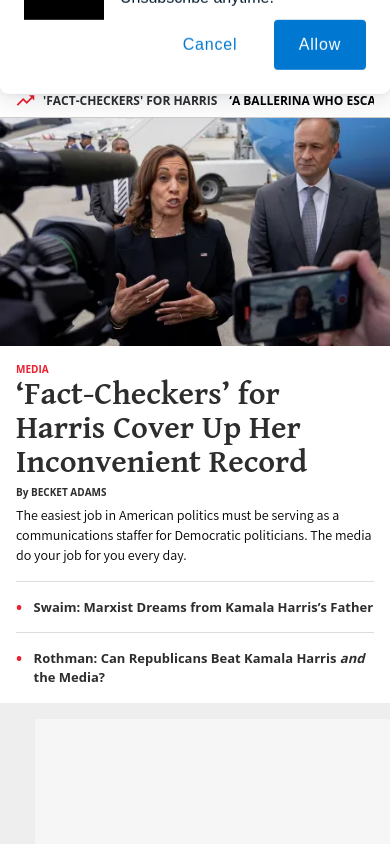 Unsubscribe anytime.
Cancel
Allow
'FACT-CHECKERS' FOR HARRIS
‘A BALLERINA WHO ESCA
MEDIA
‘Fact-Checkers’ for
Harris Cover Up Her
Inconvenient Record
By BECKET ADAMS
The easiest job in American politics must be serving as a
communications staffer for Democratic politicians. The media
do your job for you every day.
• Swaim: Marxist Dreams from Kamala Harris’s Father
• Rothman: Can Republicans Beat Kamala Harris and
the Media?